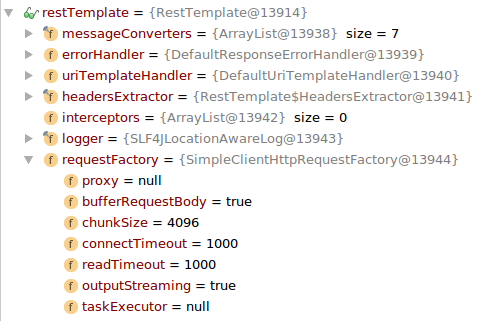 restTemplate = {RestTemplate@13914}
messageConverters = {ArrayList@13938} size = 7
errorHandler = {DefaultResponseErrorHandler@13939}
uriTemplateHandler = {DefaultUriTemplateHandler@13940}
headersExtractor = {RestTemplate$HeadersExtractor@13941}
interceptors = {ArrayList@13942} size = 0
logger = {SLF4JLocationAwareLog@13943}
requestFactory = {SimpleClientHttpRequestFactory@13944}
proxy = null
bufferRequestBody = true
chunkSize = 4096
connectTimeout = 1000
readTimeout = 1000
outputStreaming = true
taskExecutor = null